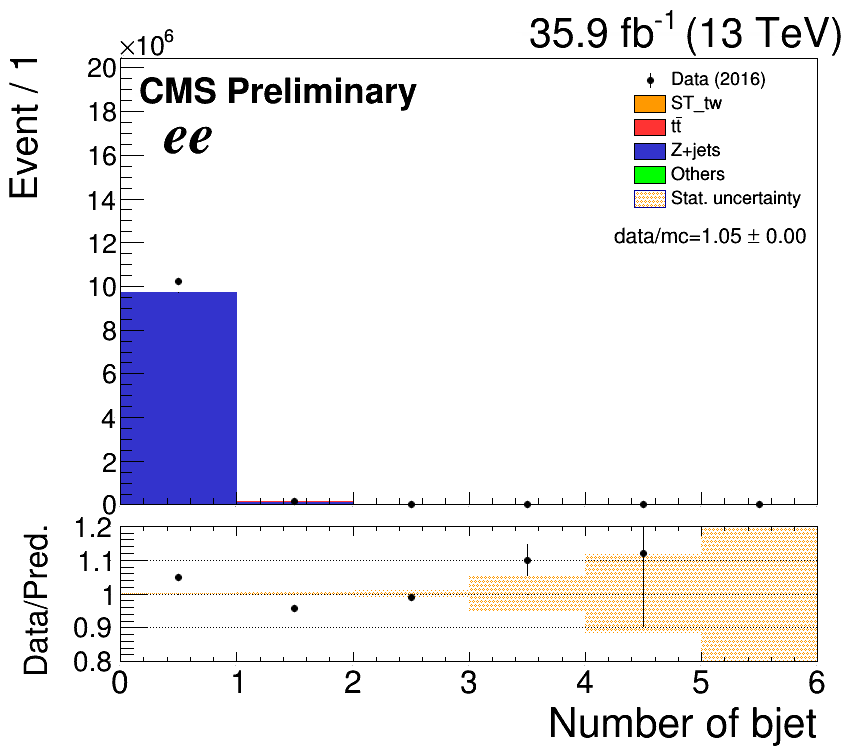 35.9 fb⁻¹ (13 TeV)
×10⁶
CMS Preliminary
ee
Data (2016)
ST_tw
tt̄
Z+jets
Others
Stat. uncertainty
data/mc=1.05 ± 0.00
Event / 1
20
18
16
14
12
10
8
6
4
2
0
Data/Pred.
1.2
1.1
1
0.9
0.8
0 1 2 3 4 5 6
Number of bjet